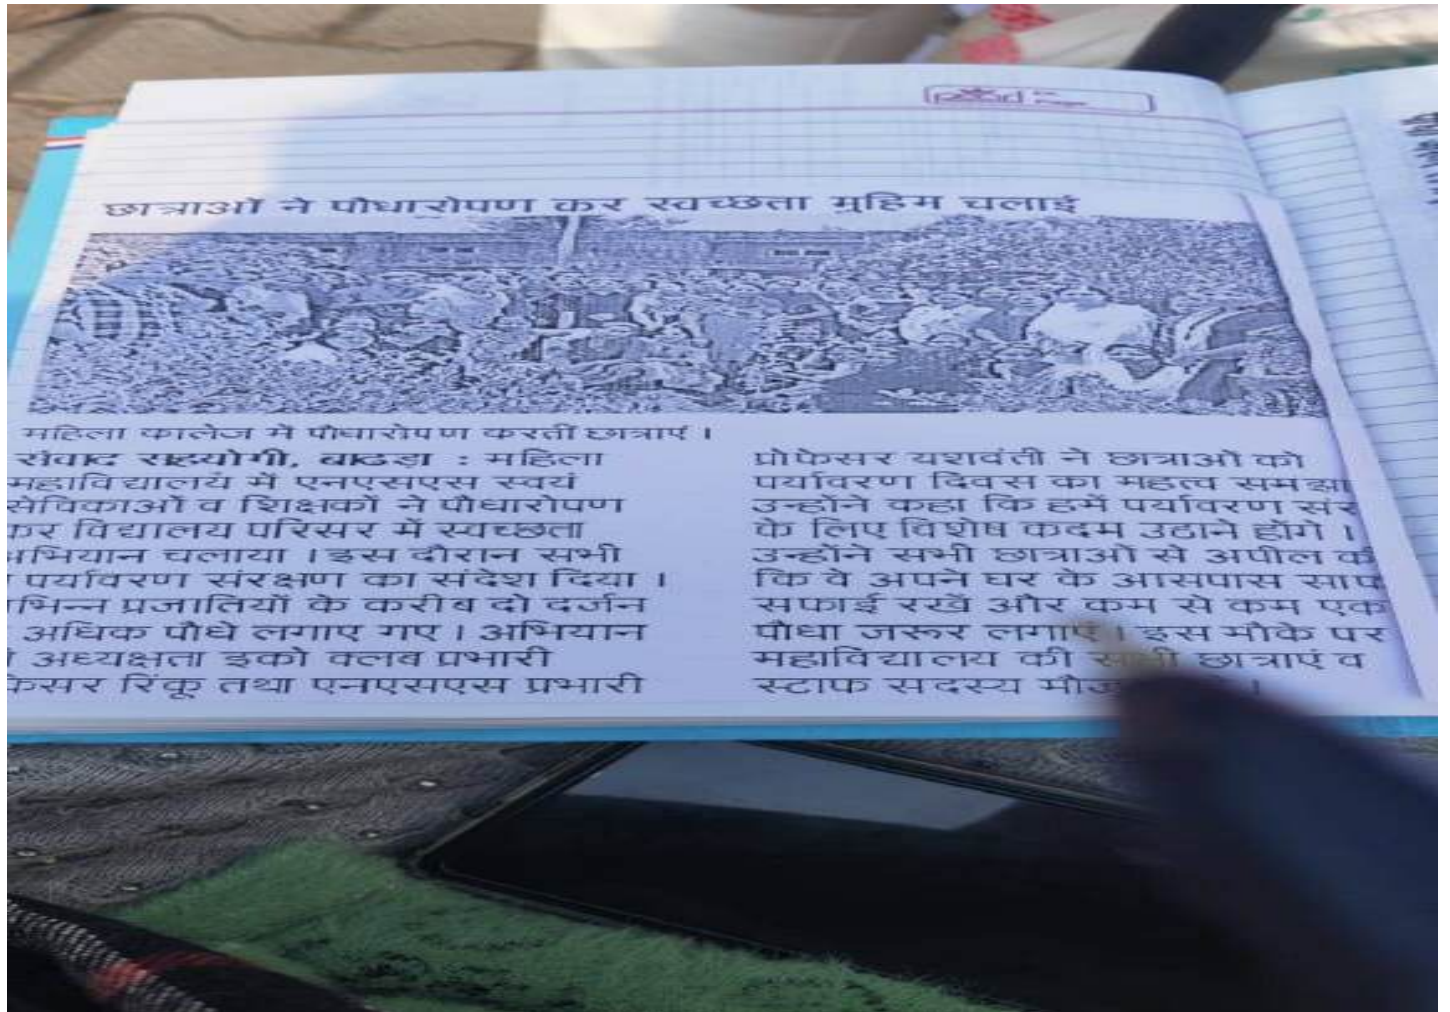 छात्राओं ने पौधारोपण कर स्वच्छता मुहिम चलाई
महिला कालेज में पौधारोपण करतीं छात्राएं ।
संवाद सहयोगी, बाढड़ा : महिला
महाविद्यालय में एनएसएस स्वयं
सेविकाओं व शिक्षकों ने पौधारोपण
कर विद्यालय परिसर में स्वच्छता
अभियान चलाया । इस दौरान सभी
पर्यावरण संरक्षण का संदेश दिया ।
प्रजातियों के करीब दो दर्जन
अधिक पौधे लगाए गए । अभियान
अध्यक्षता इको क्लब प्रभारी
रिंकू तथा एनएसएस प्रभारी
प्रोफेसर यशवंती ने छात्राओं को
पर्यावरण दिवस का महत्व समझा
उन्होंने कहा कि हमें पर्यावरण सर
के लिए विशेष कदम उठाने होंगे ।
उन्होंने सभी छात्राओं से अपील की
कि वे अपने घर के आसपास साफ
सफाई रखें और कम से कम एक
पौधा जरूर लगाएं । इस मौके पर
महाविद्यालय की छात्राएं व
स्टाफ सदस्य